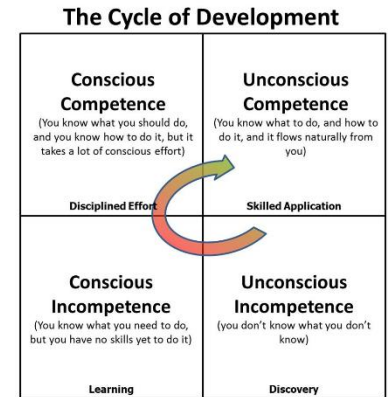 The Cycle of Development
Conscious
Competence
(You know what you should do,
and you know how to do it, but it
takes a lot of conscious effort)
Disciplined Effort
Unconscious
Competence
(You know what to do, and how to
do it, and it flows naturally from
you)
Skilled Application
Conscious
Incompetence
(You know what you need to do,
but you have no skills yet to do it)
Learning
Unconscious
Incompetence
(you don't know what you don't
know)
Discovery